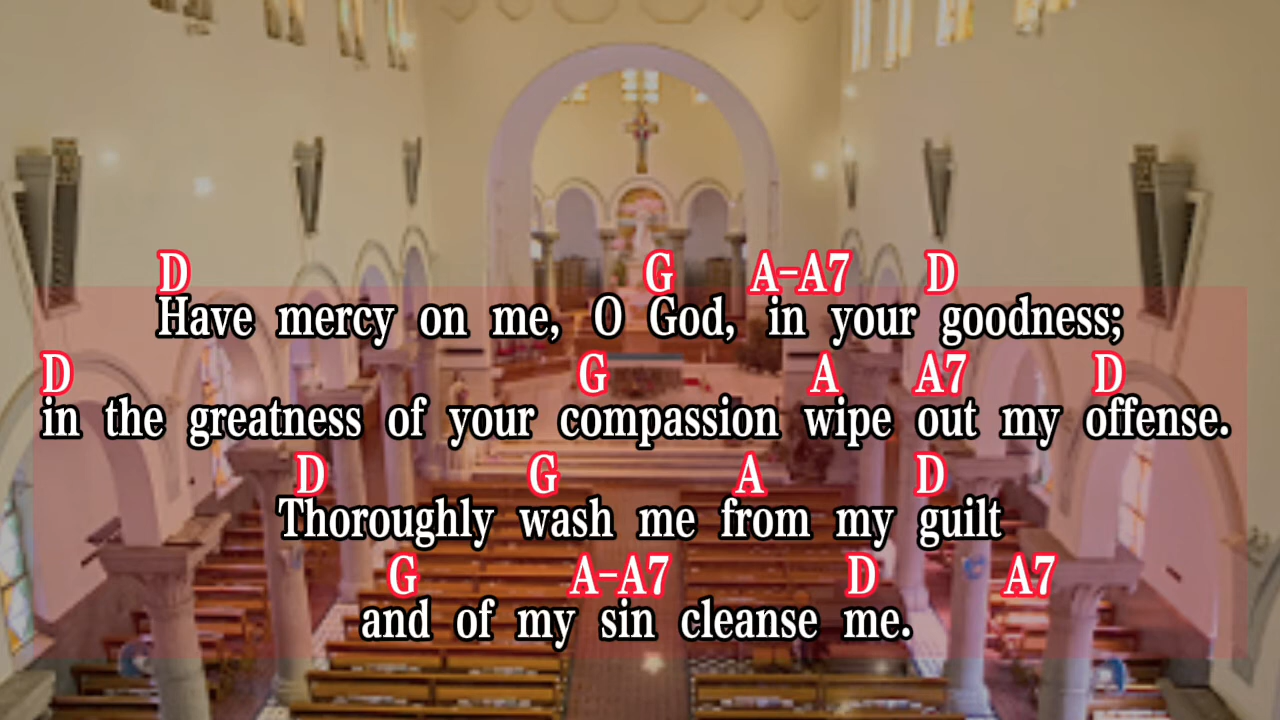 D G A-A7 D
Have mercy on me, O God, in your goodness;
D G A A7 D
in the greatness of your compassion wipe out my offense.
D G A D
Thoroughly wash me from my guilt
G A-A7 D A7
and of my sin cleanse me.